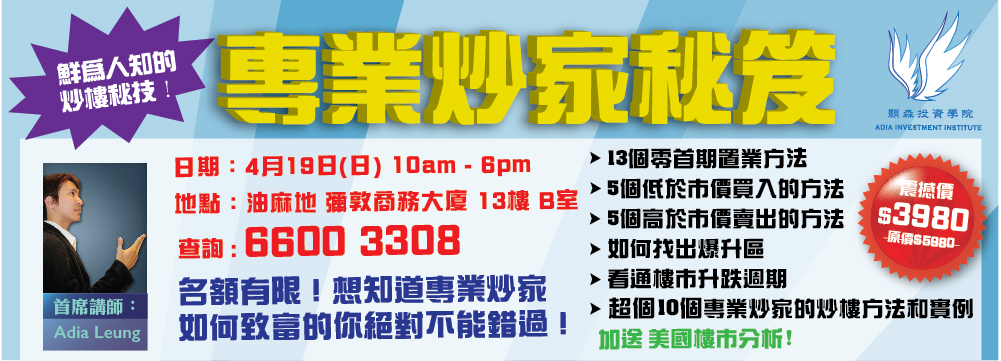 鮮為人知的
炒樓秘技！
專業炒家秘笈
顥森投資學院
ADIA INVESTMENT INSTITUTE
日期：4月19日(日) 10am - 6pm
地點：油麻地 彌敦商務大廈 13樓 B室
查詢：6600 3308
名額有限！想知道專業炒家
如何致富的你絕對不能錯過！
首席講師：
Adia Leung
➤ 13個零首期置業方法
➤ 5個低於市價買入的方法
➤ 5個高於市價賣出的方法
➤ 如何找出爆升區
➤ 看通樓市升跌週期
➤ 超個10個專業炒家的炒樓方法和實例
加送 美國樓市分析!
震撼價
$3980
原價$5980